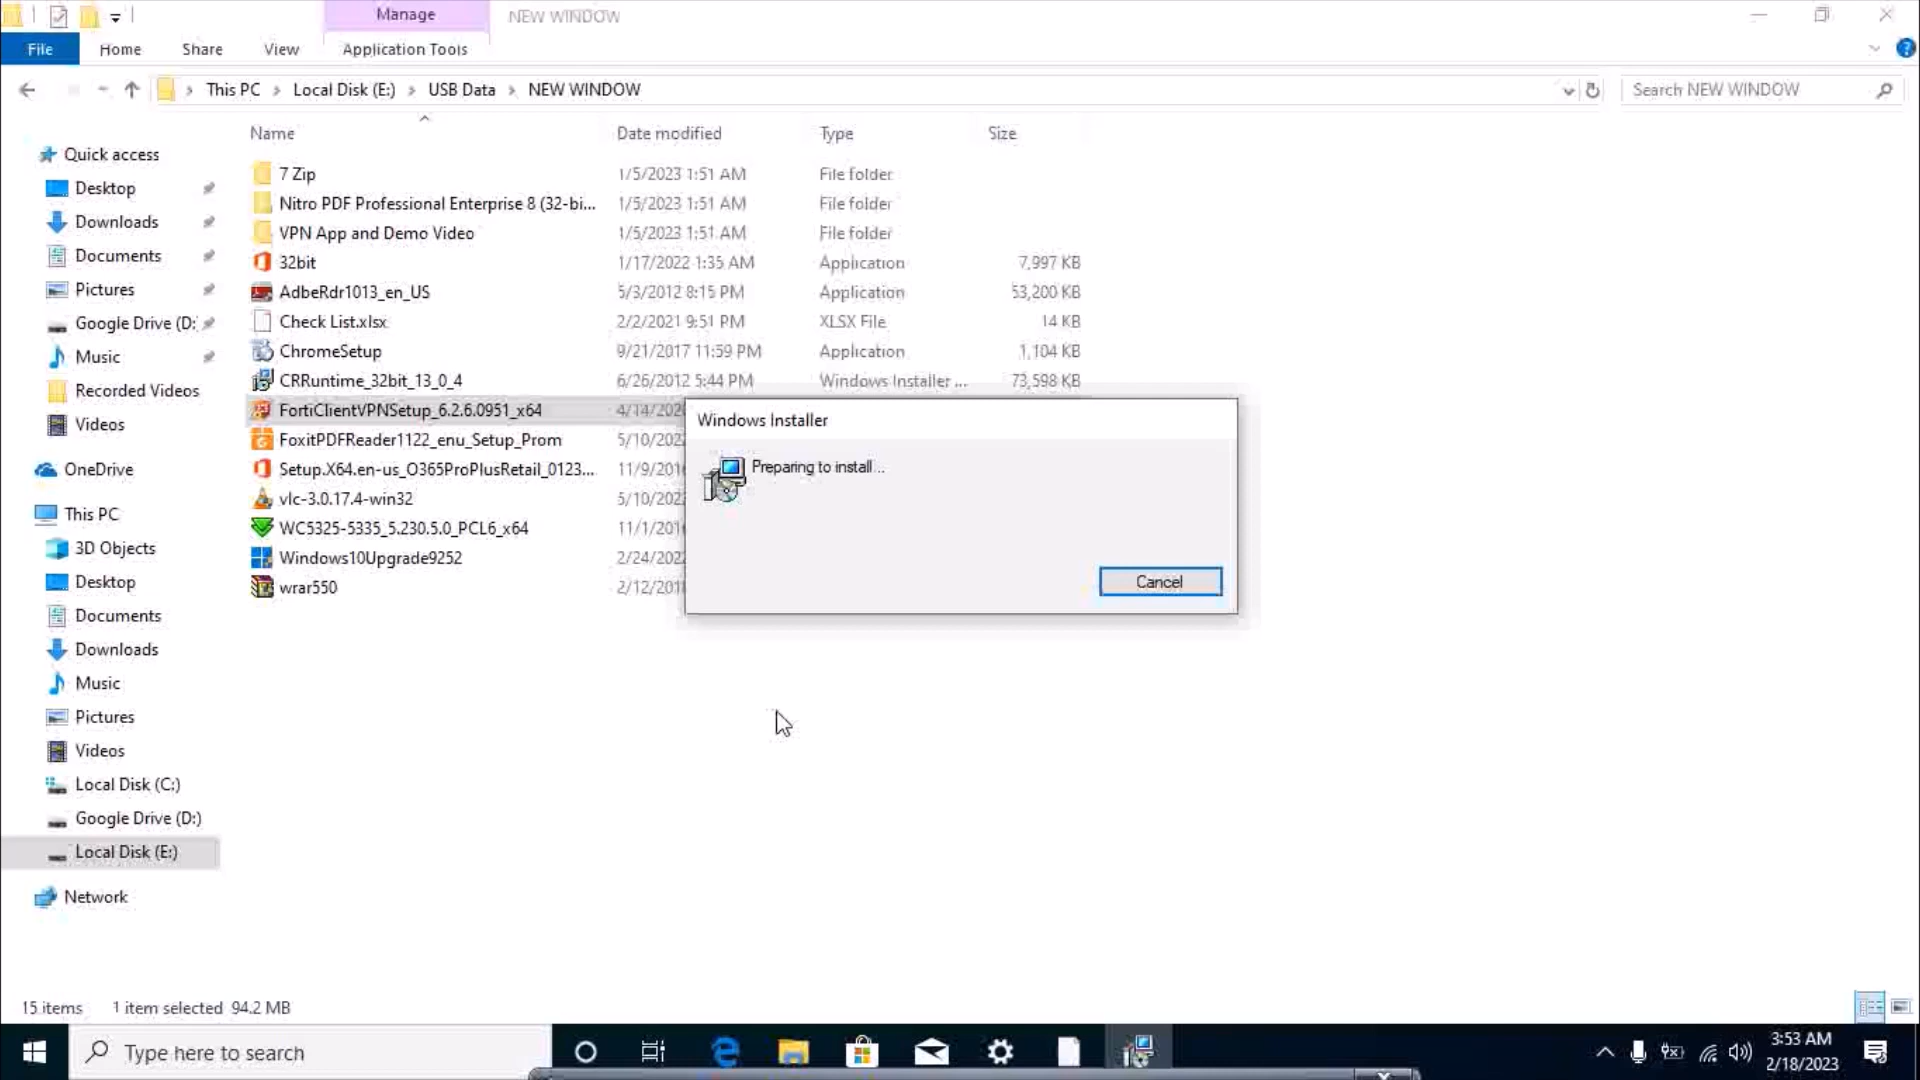 Manage
NEW WINDOW
File
Home
Share
View
Application Tools
This PC
Local Disk (E:)
USB Data
NEW WINDOW
Search NEW WINDOW
Name
Date modified
Type
Size
Quick access
Desktop
Downloads
Documents
Pictures
Google Drive (D:
Music
Recorded Videos
Videos
OneDrive
This PC
3D Objects
Desktop
Documents
Downloads
Music
Pictures
Videos
Local Disk (C:)
Google Drive (D:)
Local Disk (E:)
Network
7 Zip 1/5/2023 1:51 AM File folder
Nitro PDF Professional Enterprise 8 (32-bi... 1/5/2023 1:51 AM File folder
VPN App and Demo Video 1/5/2023 1:51 AM File folder
32bit 1/17/2022 1:35 AM Application 7,997 KB
AdbeRdr1013_en_US 5/3/2012 8:15 PM Application 53,200 KB
Check List.xlsx 2/2/2021 9:51 PM XLSX File 14 KB
ChromeSetup 9/21/2017 11:59 PM Application 1,104 KB
CRRuntime_32bit_13_0_4 6/26/2012 5:44 PM Windows Installer ... 73,598 KB
FortiClientVPNSetup_6.2.6.0951_x64 4/14/202
FoxitPDFReader1122_enu_Setup_Prom 5/10/202
Setup.X64.en-us_O365ProPlusRetail_0123... 11/9/201
vlc-3.0.17.4-win32 5/10/202
WC5325-5335_5.230.5.0_PCL6_x64 11/1/201
Windows10Upgrade9252 2/24/202
wrar550 2/12/201
Windows Installer
Preparing to install...
Cancel
15 items 1 item selected 94.2 MB
Type here to search
3:53 AM
2/18/2023